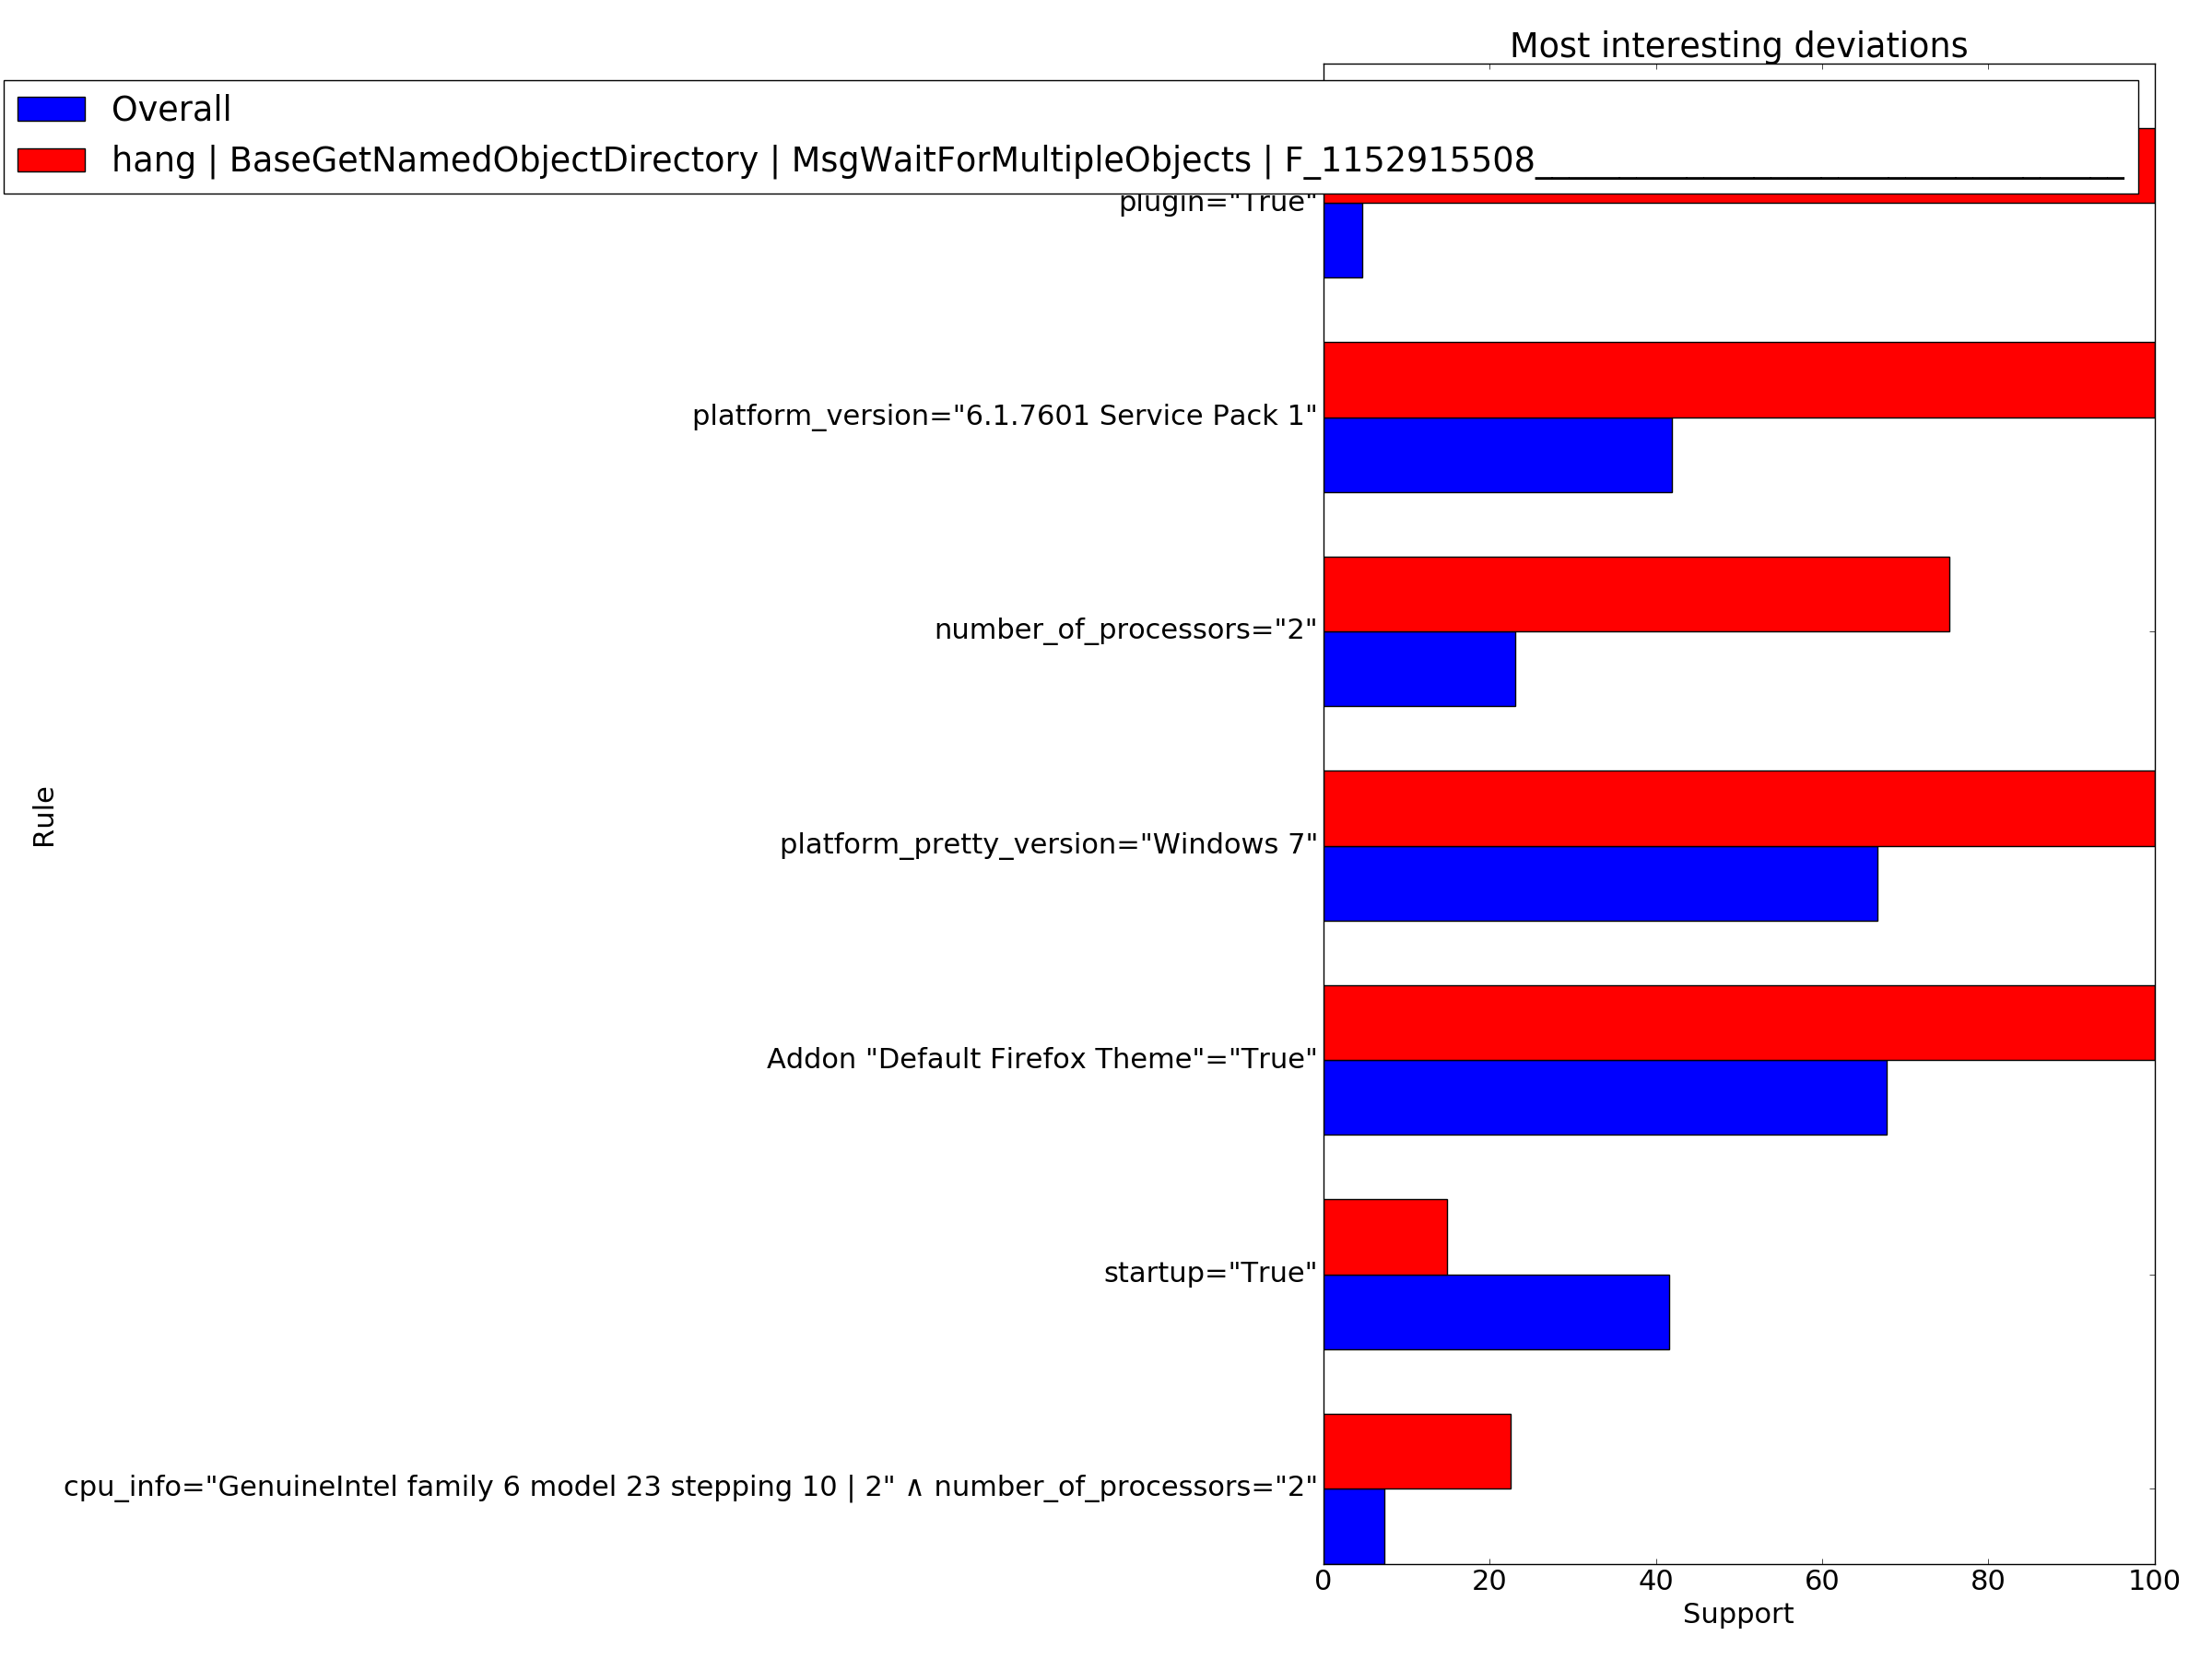 Most interesting deviations
Overall
hang | BaseGetNamedObjectDirectory | MsgWaitForMultipleObjects | F_1152915508___________________________________
plugin="True"
platform_version="6.1.7601 Service Pack 1"
number_of_processors="2"
Rule
platform_pretty_version="Windows 7"
Addon "Default Firefox Theme"="True"
startup="True"
cpu_info="GenuineIntel family 6 model 23 stepping 10 | 2" ∧ number_of_processors="2"
0 20 40 60 80 100
Support